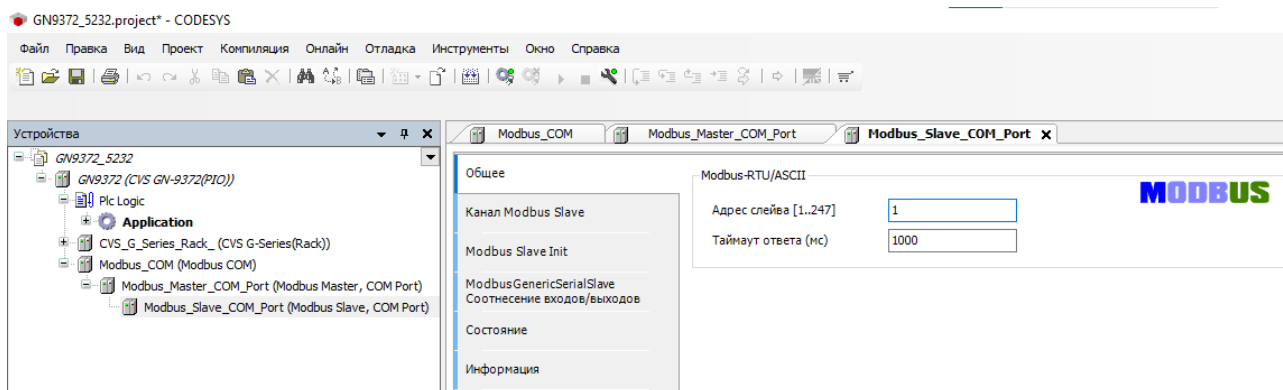 GN9372_5232.project* - CODESYS
Файл Правка Вид Проект Компиляция Онлайн Отладка Инструменты Окно Справка
Устройства
GN9372_5232
GN9372 (CVS GN-9372(PIO))
Plc Logic
Application
CVS_G_Series_Rack_ (CVS G-Series(Rack))
Modbus_COM (Modbus COM)
Modbus_Master_COM_Port (Modbus Master, COM Port)
Modbus_Slave_COM_Port (Modbus Slave, COM Port)
Modbus_COM Modbus_Master_COM_Port Modbus_Slave_COM_Port
Общее
Канал Modbus Slave
Modbus Slave Init
ModbusGenericSerialSlave
Соотнесение входов/выходов
Состояние
Информация
Modbus-RTU/ASCII
Адрес слейва [1..247] 1
Таймаут ответа (мс) 1000
MODBUS